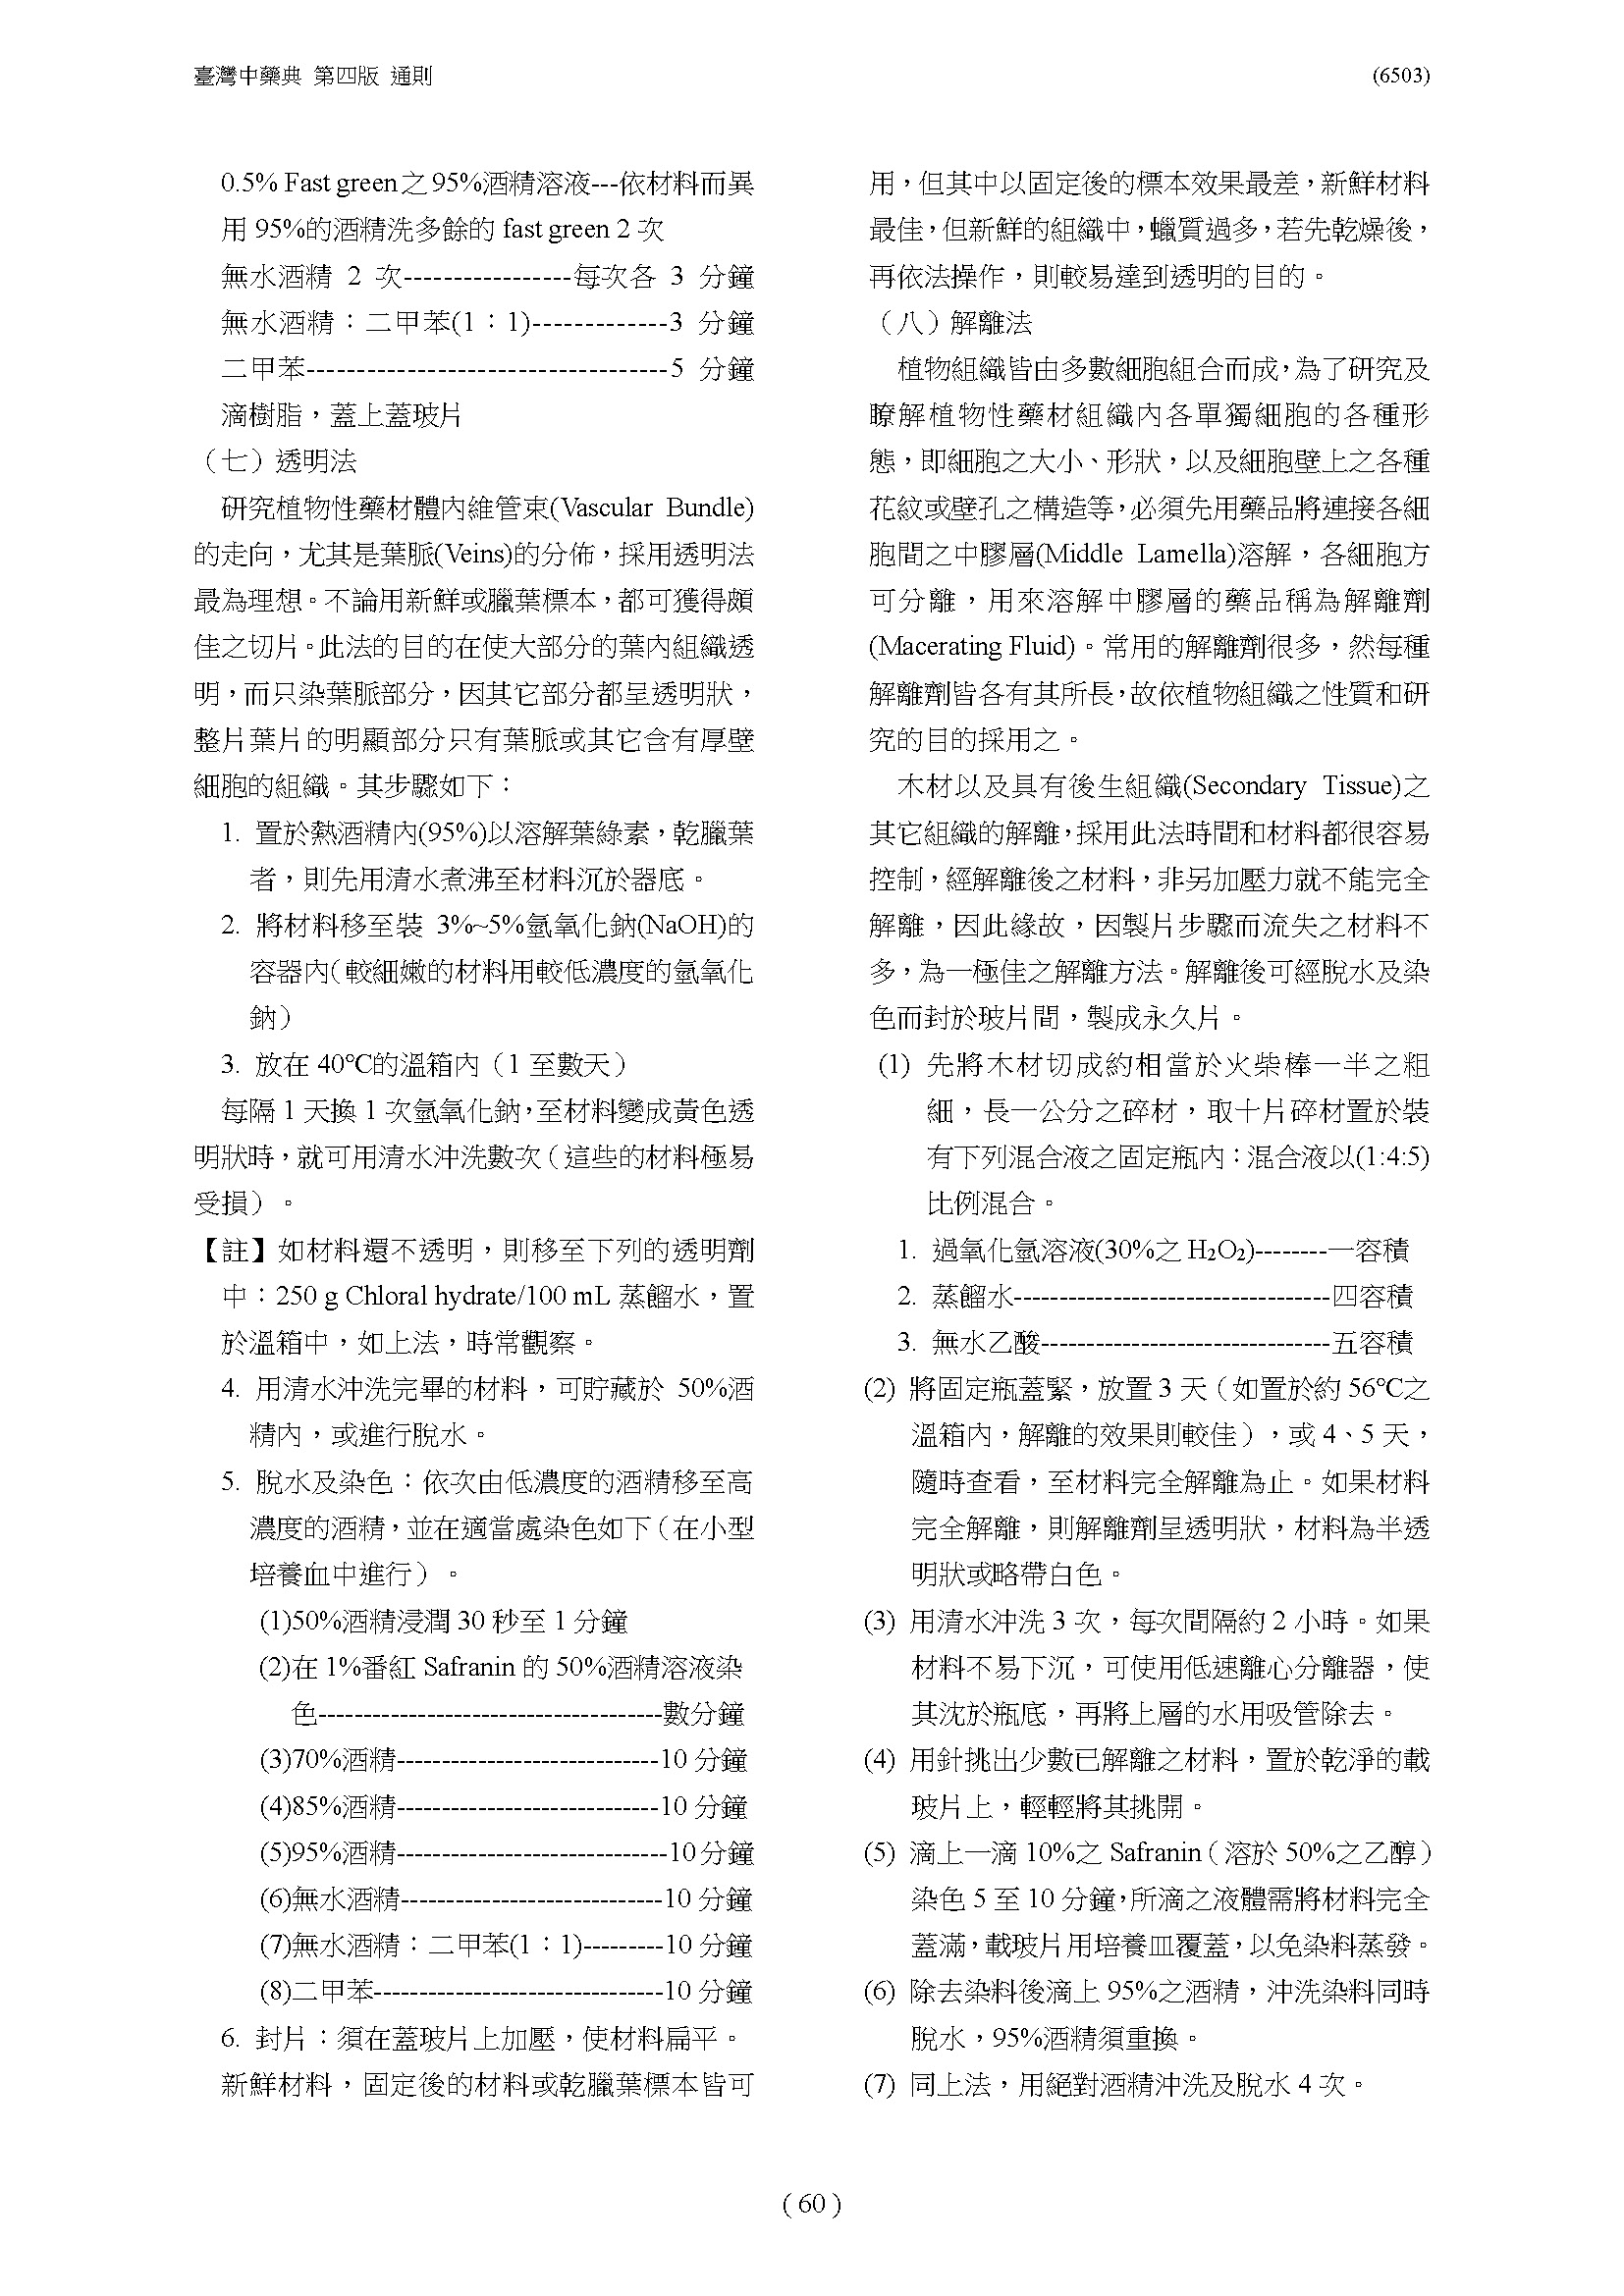 臺灣中藥典 第四版 通則
(6503)
0.5% Fast green之95%酒精溶液---依材料而異
用 95%的酒精洗多餘的 fast green 2 次
無水酒精 2 次-----------------每次各 3 分鐘
無水酒精：二甲苯(1：1)-------------3 分鐘
二甲苯------------------------------------5 分鐘
滴樹脂，蓋上蓋玻片
（七）透明法
研究植物性藥材體內維管束(Vascular Bundle)
的走向，尤其是葉脈(Veins)的分佈，採用透明法
最為理想。不論用新鮮或臘葉標本，都可獲得頗
佳之切片。此法的目的在使大部分的葉內組織透
明，而只染葉脈部分，因其它部分都呈透明狀，
整片葉片的明顯部分只有葉脈或其它含有厚壁
細胞的組織。其步驟如下：
1. 置於熱酒精內(95%)以溶解葉綠素，乾臘葉
者，則先用清水煮沸至材料沉於器底。
2. 將材料移至裝 3%~5%氫氧化鈉(NaOH)的
容器內（較細嫩的材料用較低濃度的氫氧化
鈉）
3. 放在 40℃的溫箱內（1 至數天）
每隔 1 天換 1 次氫氧化鈉，至材料變成黃色透
明狀時，就可用清水沖洗數次（這些的材料極易
受損）。
【註】如材料還不透明，則移至下列的透明劑
中：250 g Chloral hydrate/100 mL 蒸餾水，置
於溫箱中，如上法，時常觀察。
4. 用清水沖洗完畢的材料，可貯藏於 50%酒
精內，或進行脫水。
5. 脫水及染色：依次由低濃度的酒精移至高
濃度的酒精，並在適當處染色如下（在小型
培養血中進行）。
(1)50%酒精浸潤 30 秒至 1 分鐘
(2)在 1%番紅 Safranin 的 50%酒精溶液染
色--------------------------------------數分鐘
(3)70%酒精-----------------------------10 分鐘
(4)85%酒精-----------------------------10 分鐘
(5)95%酒精------------------------------10分鐘
(6)無水酒精-----------------------------10 分鐘
(7)無水酒精：二甲苯(1：1)---------10 分鐘
(8)二甲苯--------------------------------10 分鐘
6. 封片：須在蓋玻片上加壓，使材料扁平。
新鮮材料，固定後的材料或乾臘葉標本皆可
用，但其中以固定後的標本效果最差，新鮮材料
最佳，但新鮮的組織中，蠟質過多，若先乾燥後，
再依法操作，則較易達到透明的目的。
（八）解離法
植物組織皆由多數細胞組合而成，為了研究及
瞭解植物性藥材組織內各單獨細胞的各種形
態，即細胞之大小、形狀，以及細胞壁上之各種
花紋或壁孔之構造等，必須先用藥品將連接各細
胞間之中膠層(Middle Lamella)溶解，各細胞方
可分離，用來溶解中膠層的藥品稱為解離劑
(Macerating Fluid)。常用的解離劑很多，然每種
解離劑皆各有其所長，故依植物組織之性質和研
究的目的採用之。
木材以及具有後生組織(Secondary Tissue)之
其它組織的解離，採用此法時間和材料都很容易
控制，經解離後之材料，非另加壓力就不能完全
解離，因此緣故，因製片步驟而流失之材料不
多，為一極佳之解離方法。解離後可經脫水及染
色而封於玻片間，製成永久片。
(1) 先將木材切成約相當於火柴棒一半之粗
細，長一公分之碎材，取十片碎材置於裝
有下列混合液之固定瓶內：混合液以(1:4:5)
比例混合。
1. 過氧化氫溶液(30%之 H₂O₂)--------一容積
2. 蒸餾水-----------------------------------四容積
3. 無水乙酸--------------------------------五容積
(2) 將固定瓶蓋緊，放置 3 天（如置於約 56℃之
溫箱內，解離的效果則較佳），或 4、5 天，
隨時查看，至材料完全解離為止。如果材料
完全解離，則解離劑呈透明狀，材料為半透
明狀或略帶白色。
(3) 用清水沖洗 3 次，每次間隔約 2 小時。如果
材料不易下沉，可使用低速離心分離器，使
其沈於瓶底，再將上層的水用吸管除去。
(4) 用針挑出少數已解離之材料，置於乾淨的載
玻片上，輕輕將其挑開。
(5) 滴上一滴 10%之 Safranin（溶於 50%之乙醇）
染色 5 至 10 分鐘，所滴之液體需將材料完全
蓋滿，載玻片用培養皿覆蓋，以免染料蒸發。
(6) 除去染料後滴上 95%之酒精，沖洗染料同時
脫水，95%酒精須重換。
(7) 同上法，用絕對酒精沖洗及脫水 4 次。
( 60 )